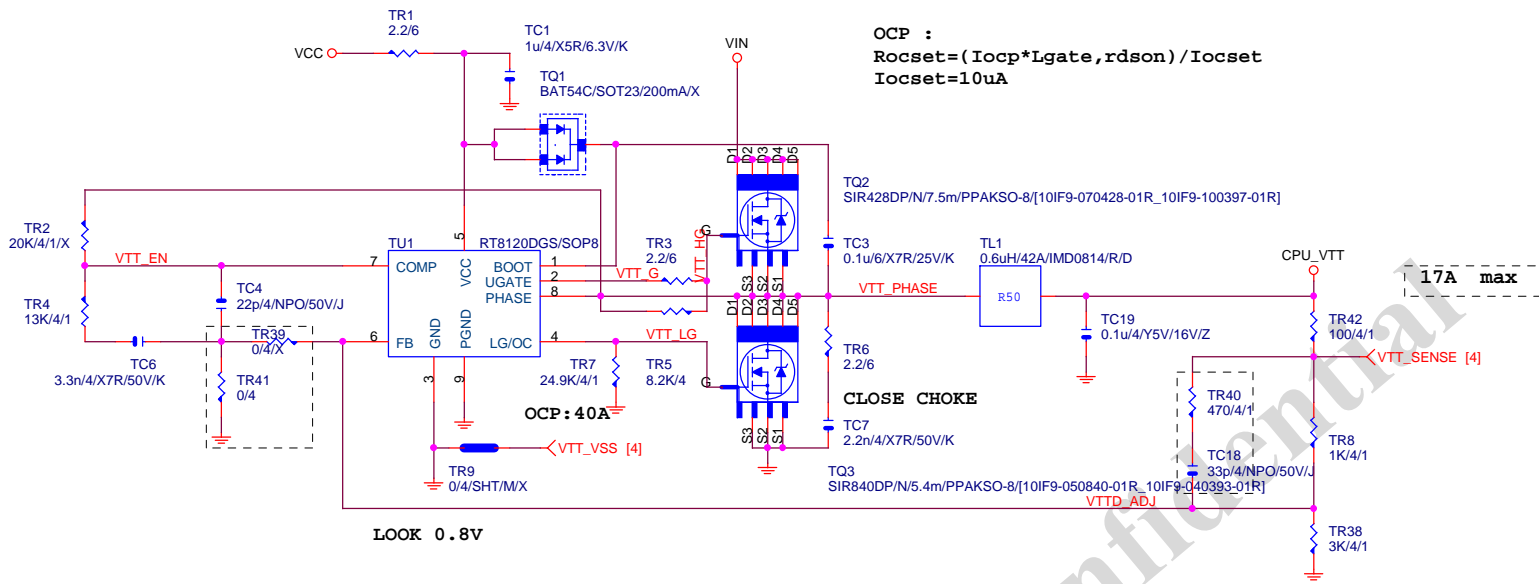 TR1
2.2/6
TC1
1u/4/X5R/6.3V/K
VCC
VIN
OCP :
Rocset=(Iocp*Lgate,rdson)/Iocset
Iocset=10uA
TQ1
BAT54C/SOT23/200mA/X
D1
D2
D3
D4
D5
TQ2
SIR428DP/N/7.5m/PPAKSO-8/[10IF9-070428-01R_10IF9-100397-01R]
G
S3
S2
S1
TR2
20K/4/1/X
VTT_EN
TU1
RT8120DGS/SOP8
5
7
COMP
VCC
BOOT
1
UGATE
2
PHASE
8
GND
PGND
FB
6
LG/OC
4
3
9
TR3
2.2/6
VTT_G
VTT_HG
TC3
0.1u/6/X7R/25V/K
TL1
0.6uH/42A/IMD0814/R/D
R50
VTT_PHASE
CPU_VTT
17A max
TR4
13K/4/1
TC4
22p/4/NPO/50V/J
TR39
0/4/X
TC6
3.3n/4/X7R/50V/K
TR41
0/4
VTT_LG
TR7
24.9K/4/1
TR5
8.2K/4
OCP:40A
D1
D2
D3
D4
D5
G
S3
S2
S1
TR6
2.2/6
CLOSE CHOKE
TC7
2.2n/4/X7R/50V/K
TC19
0.1u/4/Y5V/16V/Z
TR42
100/4/1
VTT_SENSE [4]
TR40
470/4/1
TR8
1K/4/1
TC18
33p/4/NPO/50V/J
VTT_VSS [4]
TR9
0/4/SHT/M/X
TQ3
SIR840DP/N/5.4m/PPAKSO-8/[10IF9-050840-01R_10IF9-040393-01R]
VTTD_ADJ
LOOK 0.8V
TR38
3K/4/1
nfidential